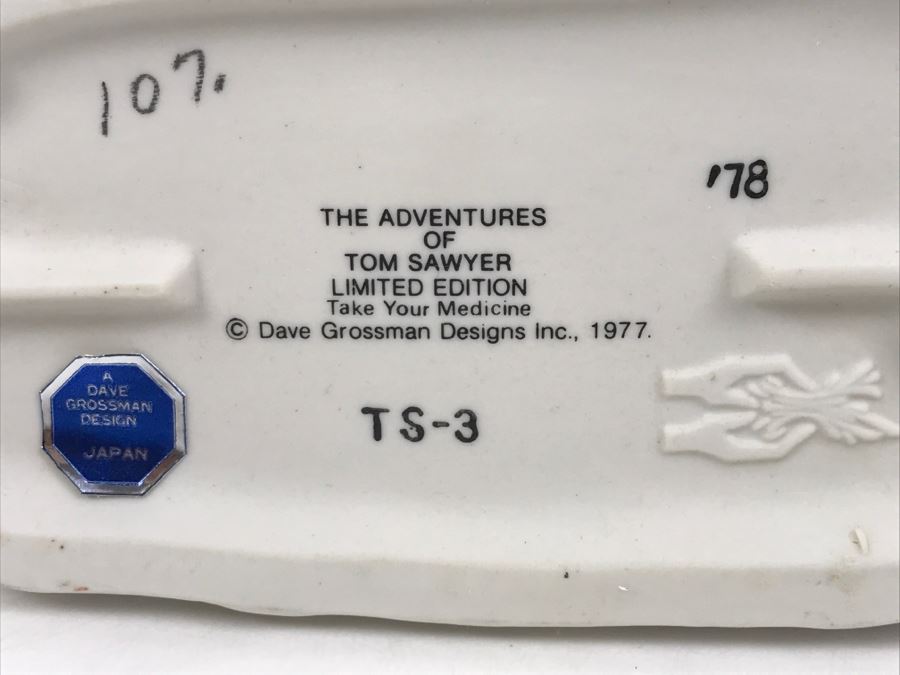 107.
'78
THE ADVENTURES
OF
TOM SAWYER
LIMITED EDITION
Take Your Medicine
© Dave Grossman Designs Inc., 1977.
A
DAVE
GROSSMAN
DESIGN
JAPAN
TS-3